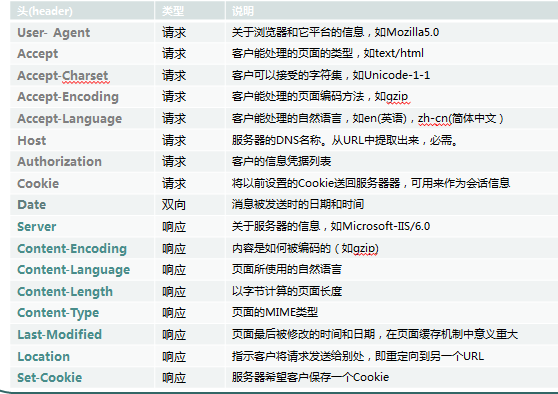 头(header) 类型 说明
User- Agent 请求 关于浏览器和它平台的信息，如Mozilla5.0
Accept 请求 客户能处理的页面的类型，如text/html
Accept-Charset 请求 客户可以接受的字符集，如Unicode-1-1
Accept-Encoding 请求 客户能处理的页面编码方法，如gzip
Accept-Language 请求 客户能处理的自然语言，如en(英语)，zh-cn(简体中文）
Host 请求 服务器的DNS名称。从URL中提取出来，必需。
Authorization 请求 客户的信息凭据列表
Cookie 请求 将以前设置的Cookie送回服务器器，可用来作为会话信息
Date 双向 消息被发送时的日期和时间
Server 响应 关于服务器的信息，如Microsoft-IIS/6.0
Content-Encoding 响应 内容是如何被编码的（如gzip)
Content-Language 响应 页面所使用的自然语言
Content-Length 响应 以字节计算的页面长度
Content-Type 响应 页面的MIME类型
Last-Modified 响应 页面最后被修改的时间和日期，在页面缓存机制中意义重大
Location 响应 指示客户将请求发送给别处，即重定向到另一个URL
Set-Cookie 响应 服务器希望客户保存一个Cookie